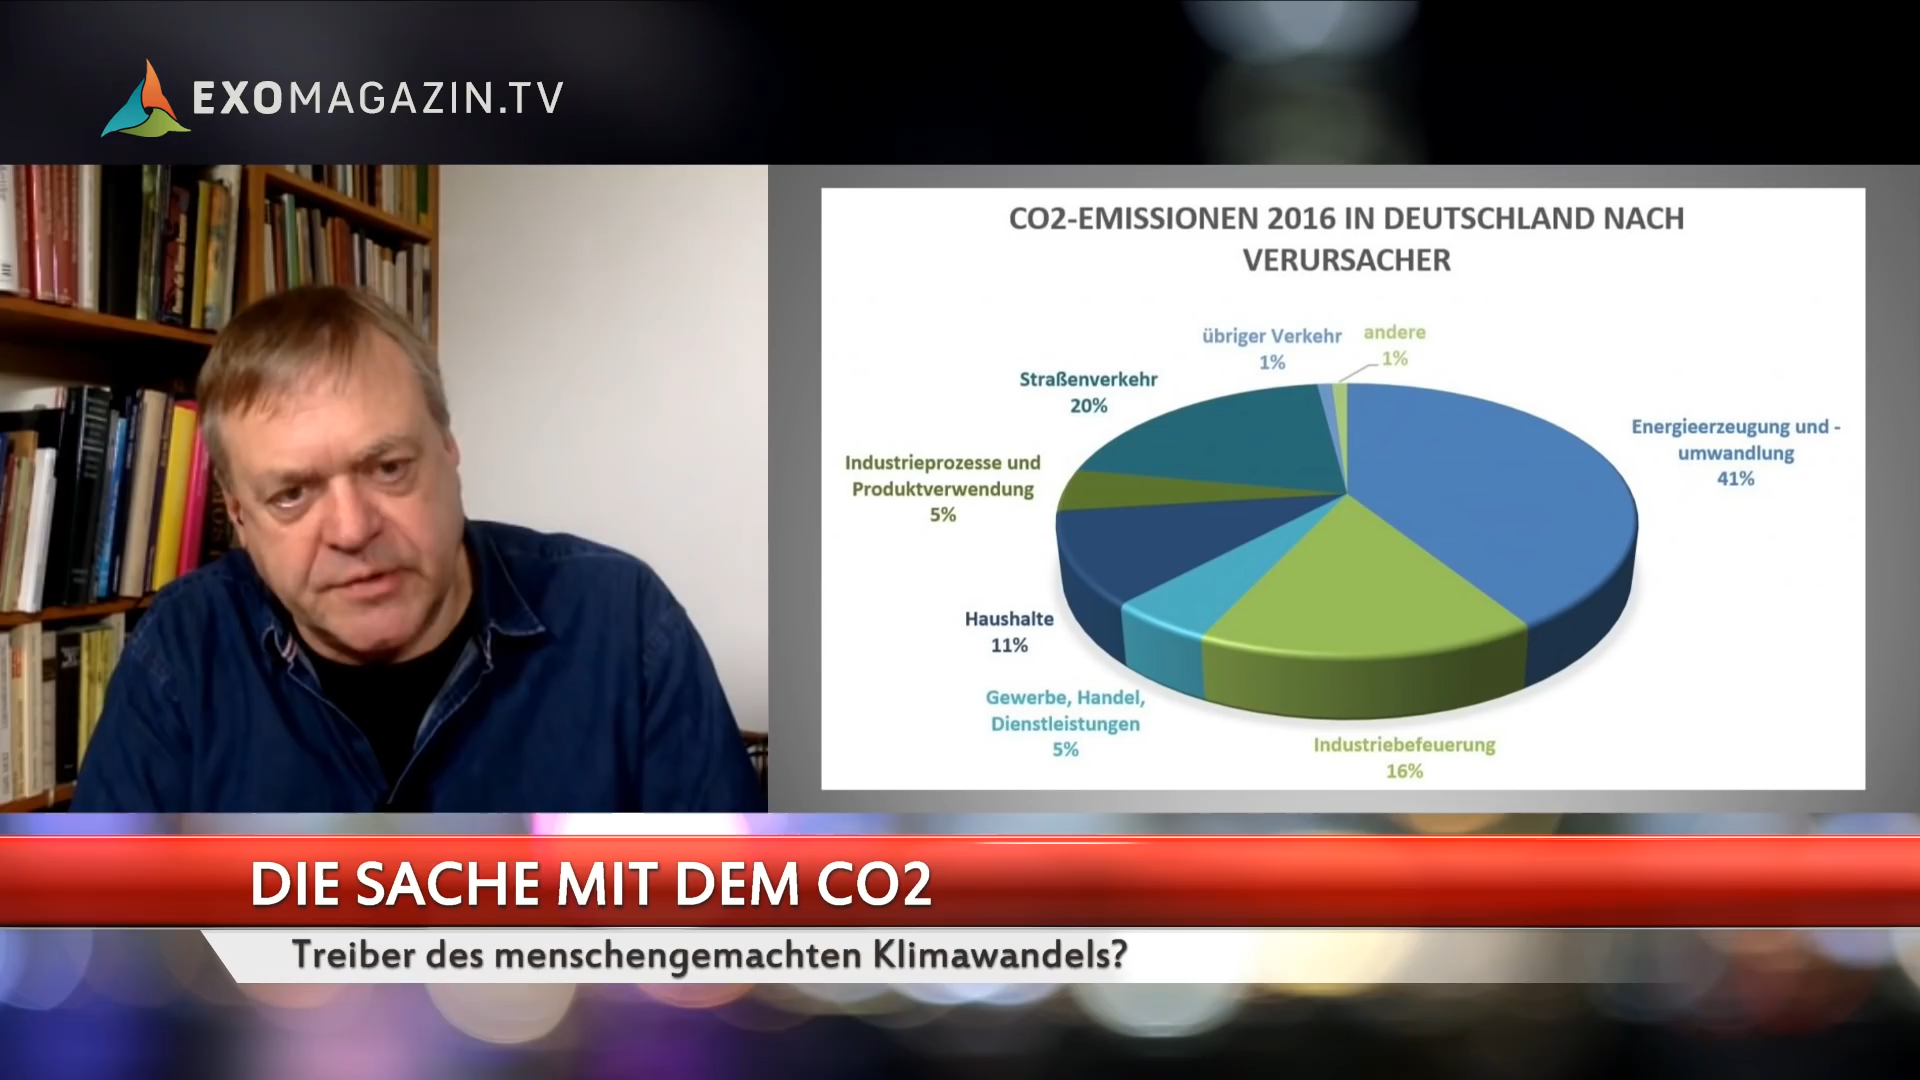 EXOMAGAZIN.TV
CO2-EMISSIONEN 2016 IN DEUTSCHLAND NACH
VERURSACHER
übriger Verkehr
1%
andere
1%
Straßenverkehr
20%
Energieerzeugung und -
umwandlung
41%
Industrieprozesse und
Produktverwendung
5%
Haushalte
11%
Gewerbe, Handel,
Dienstleistungen
5%
Industriebefeuerung
16%
DIE SACHE MIT DEM CO2
Treiber des menschengemachten Klimawandels?